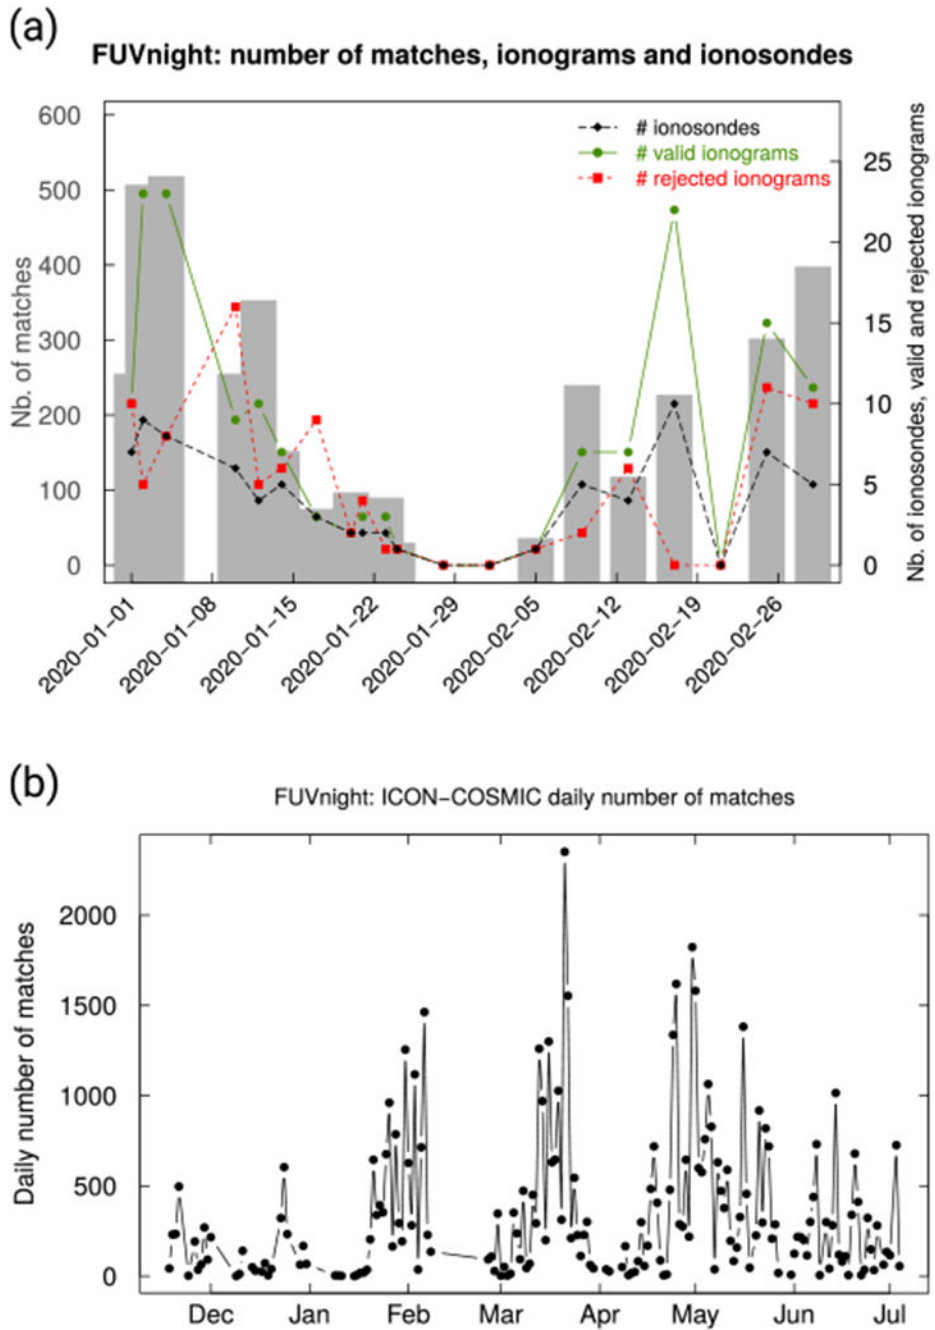 (a)
FUVnight: number of matches, ionograms and ionosondes
600
500
400
300
200
100
0
Nb. of matches
# ionosondes
# valid ionograms
# rejected ionograms
25
20
15
10
5
0
Nb. of ionosondes, valid and rejected ionograms
2020−01−01
2020−01−08
2020−01−15
2020−01−22
2020−01−29
2020−02−05
2020−02−12
2020−02−19
2020−02−26
(b)
FUVnight: ICON−COSMIC daily number of matches
2000
1500
1000
500
0
Daily number of matches
Dec Jan Feb Mar Apr May Jun Jul